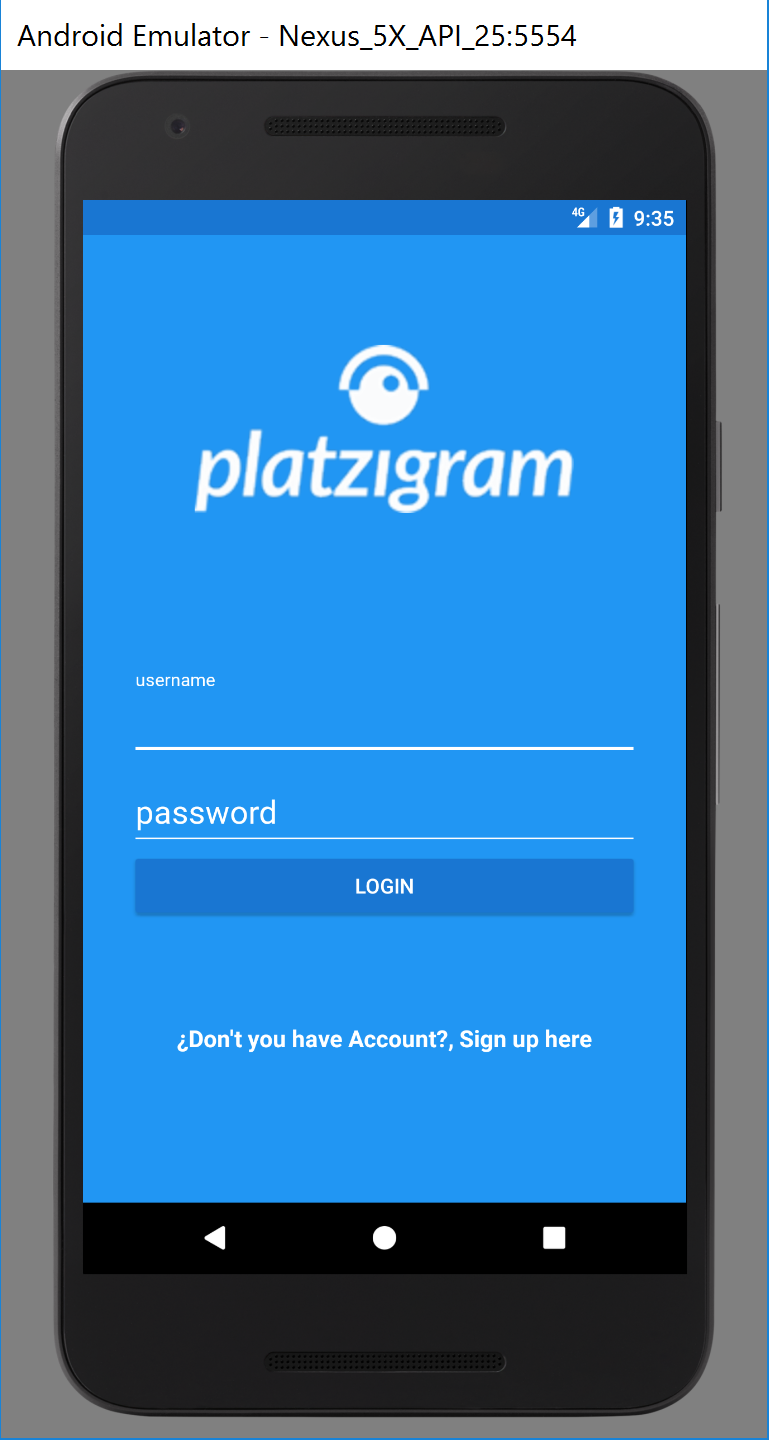 Android Emulator - Nexus_5X_API_25:5554
4G 9:35
platzigram
username
password
LOGIN
¿Don't you have Account?, Sign up here